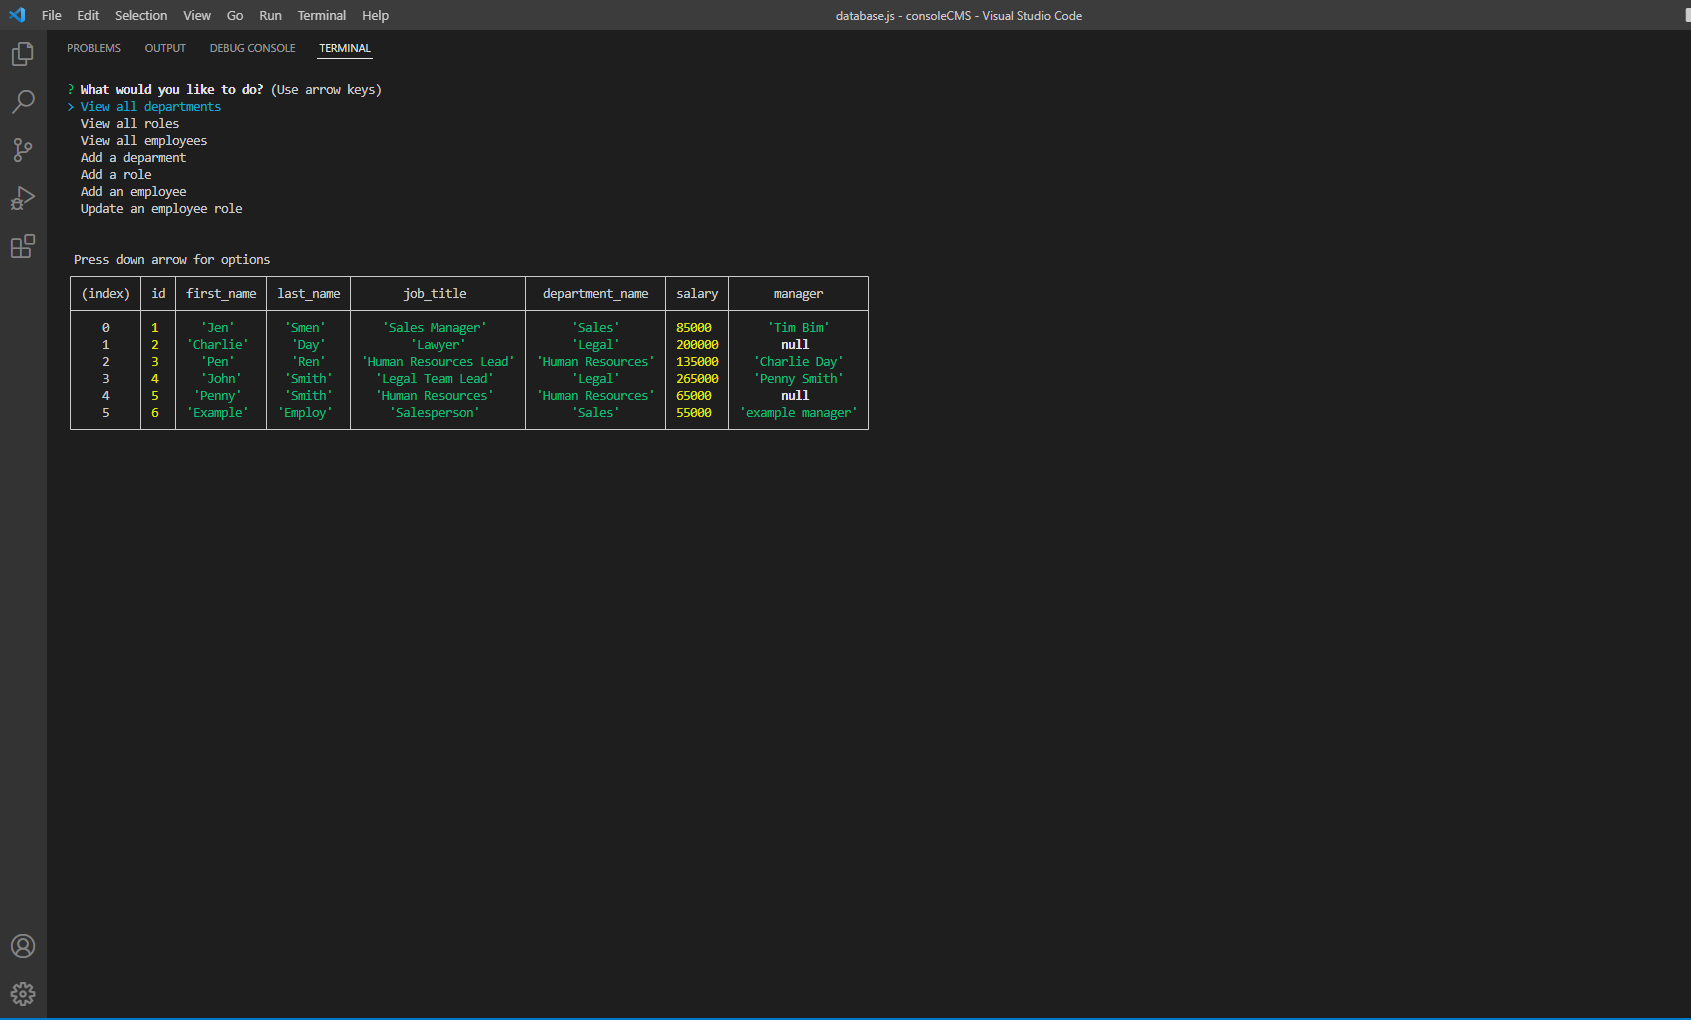 File Edit Selection View Go Run Terminal Help database.js - consoleCMS - Visual Studio Code
PROBLEMS OUTPUT DEBUG CONSOLE TERMINAL
? What would you like to do? (Use arrow keys)
> View all departments
View all roles
View all employees
Add a deparment
Add a role
Add an employee
Update an employee role
Press down arrow for options
(index) id first_name last_name job_title department_name salary manager
0 1 'Jen' 'Smen' 'Sales Manager' 'Sales' 85000 'Tim Bim'
1 2 'Charlie' 'Day' 'Lawyer' 'Legal' 200000 null
2 3 'Pen' 'Ren' 'Human Resources Lead' 'Human Resources' 135000 'Charlie Day'
3 4 'John' 'Smith' 'Legal Team Lead' 'Legal' 265000 'Penny Smith'
4 5 'Penny' 'Smith' 'Human Resources' 'Human Resources' 65000 null
5 6 'Example' 'Employ' 'Salesperson' 'Sales' 55000 'example manager'